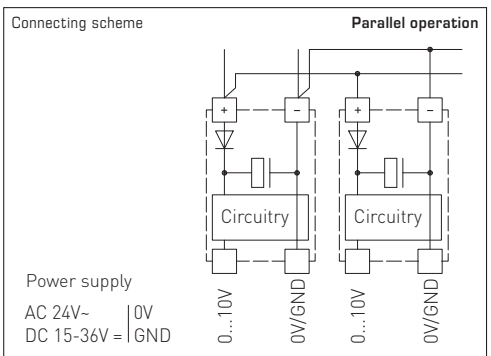 Connecting scheme
Parallel operation
+
–
+
–
Circuitry
Circuitry
Power supply
AC 24V~ | 0V
DC 15-36V = | GND
0...10V
0V/GND
0...10V
0V/GND